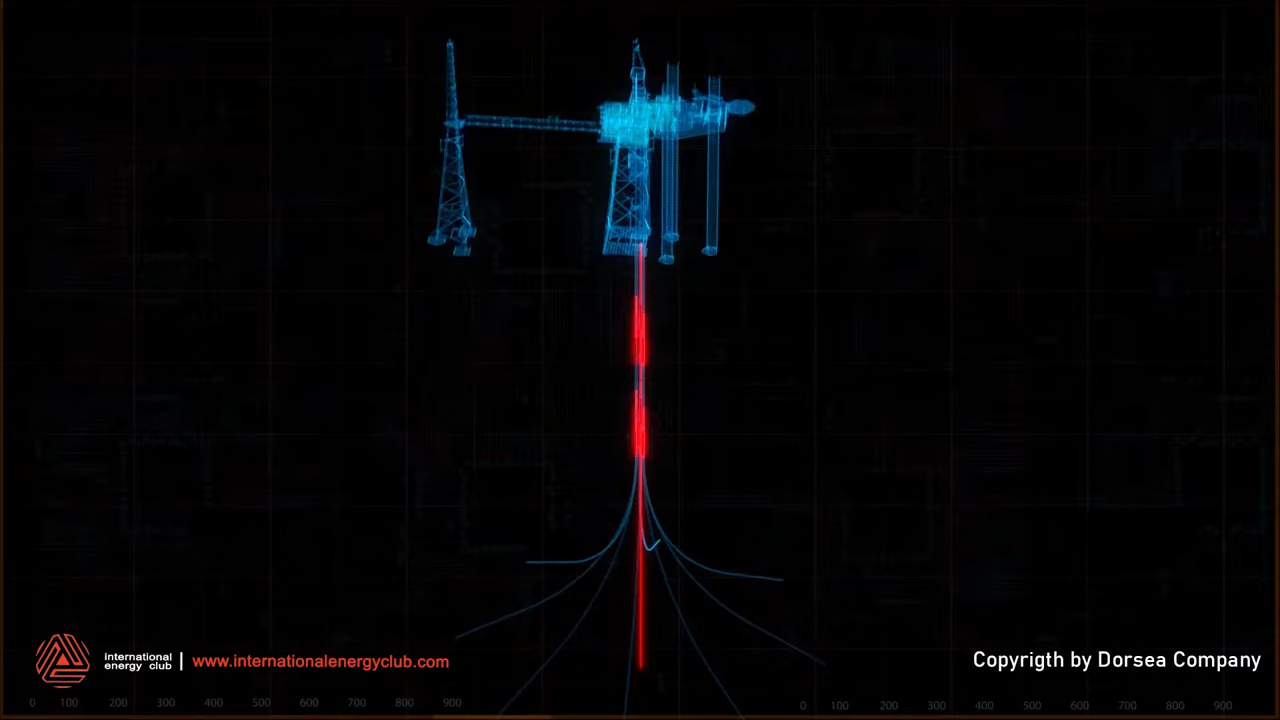 international
energy club
www.internationalenergyclub.com
Copyrigth by Dorsea Company
0 100 200 300 400 500 600 700 800 900
0 100 200 300 400 500 600 700 800 900